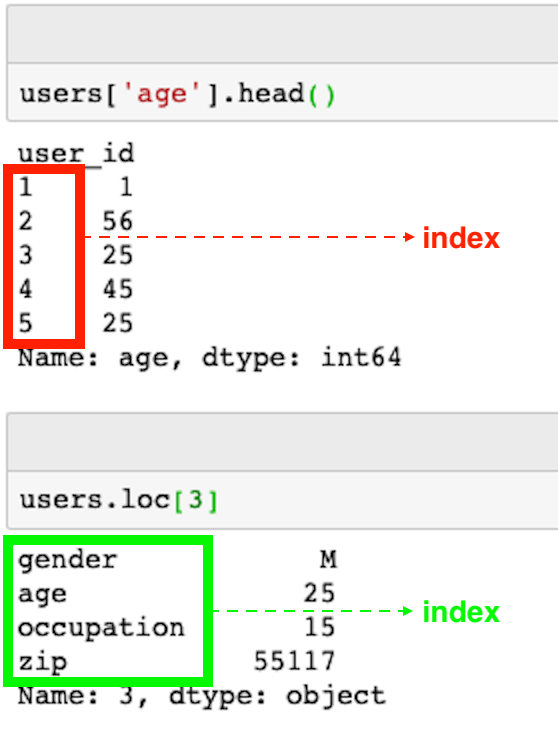 users['age'].head()
user_id
1 1
2 56
index
3 25
4 45
5 25
Name: age, dtype: int64
users.loc[3]
gender M
age 25
index
occupation 15
zip 55117
Name: 3, dtype: object